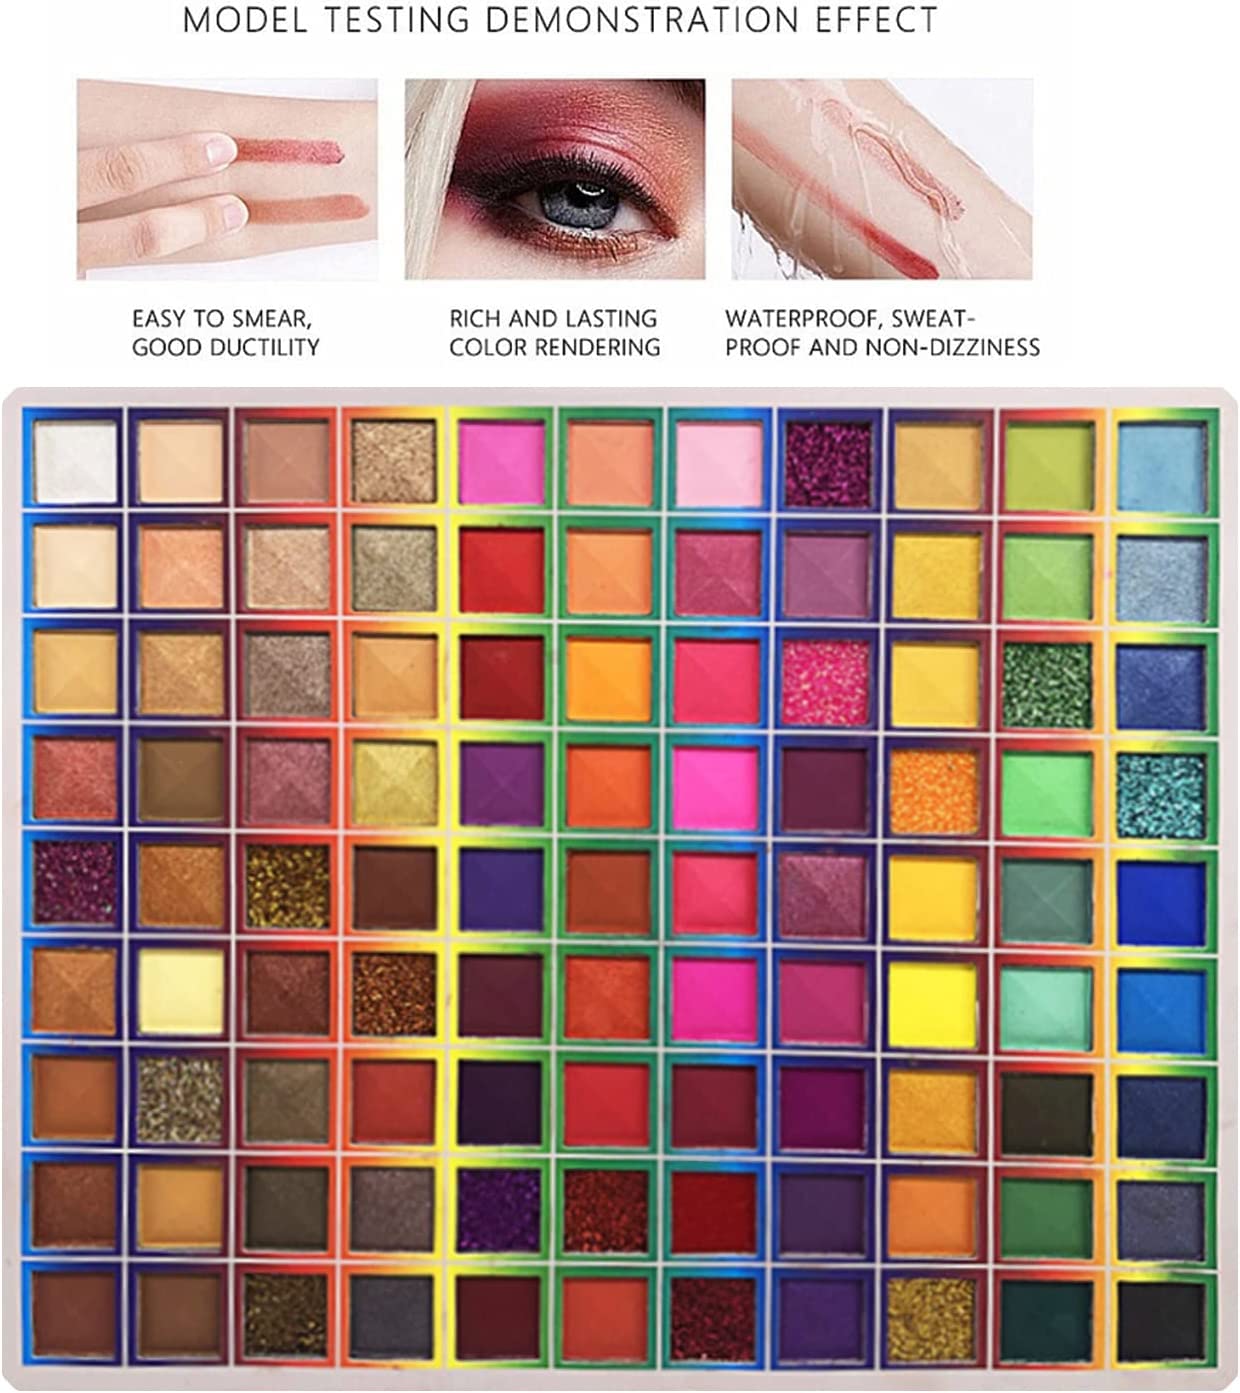 MODEL TESTING DEMONSTRATION EFFECT
EASY TO SMEAR,
GOOD DUCTILITY
RICH AND LASTING
COLOR RENDERING
WATERPROOF, SWEAT-
PROOF AND NON-DIZZINESS